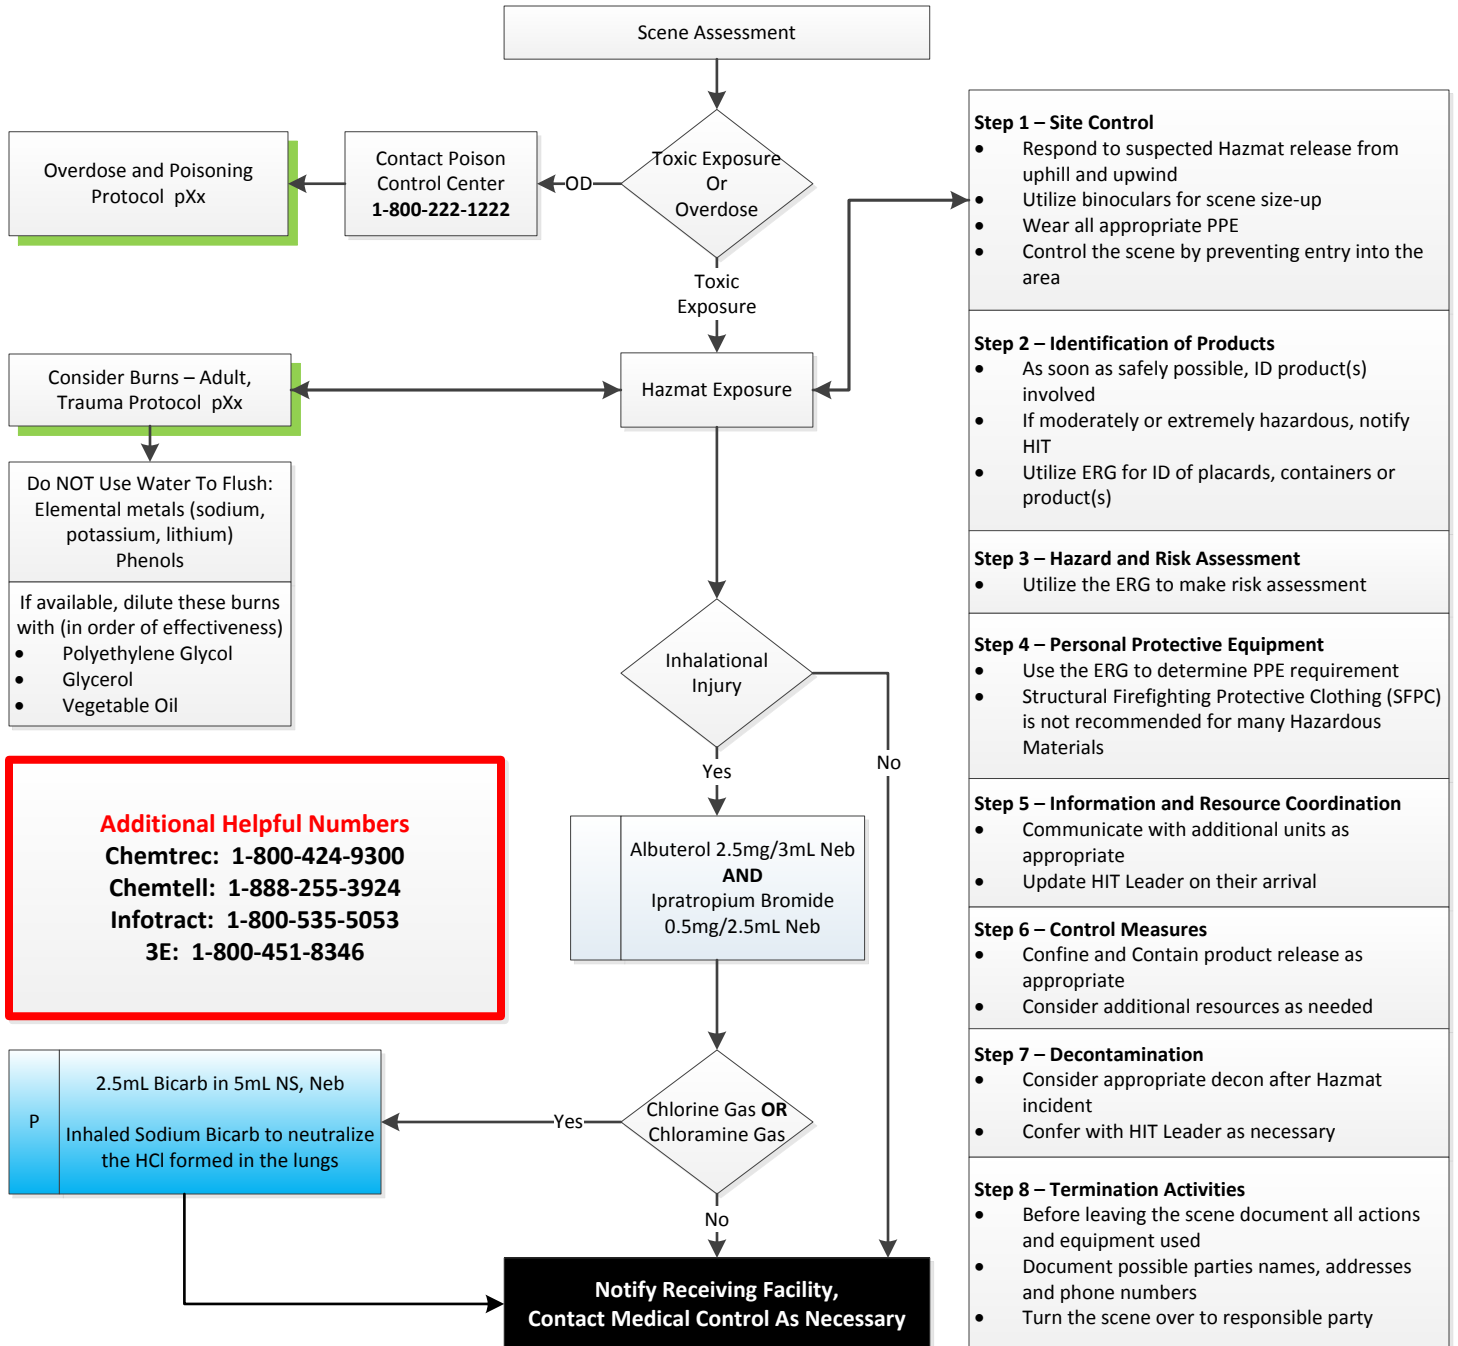 Scene Assessment
Toxic Exposure
Or
Overdose
OD
Contact Poison
Control Center
1-800-222-1222
Overdose and Poisoning
Protocol pXx
Toxic
Exposure
Hazmat Exposure
Consider Burns – Adult,
Trauma Protocol pXx
Do NOT Use Water To Flush:
Elemental metals (sodium,
potassium, lithium)
Phenols
If available, dilute these burns
with (in order of effectiveness)
• Polyethylene Glycol
• Glycerol
• Vegetable Oil
Inhalational
Injury
No
Yes
Albuterol 2.5mg/3mL Neb
AND
Ipratropium Bromide
0.5mg/2.5mL Neb
Additional Helpful Numbers
Chemtrec: 1-800-424-9300
Chemtell: 1-888-255-3924
Infotract: 1-800-535-5053
3E: 1-800-451-8346
Chlorine Gas OR
Chloramine Gas
Yes
P
2.5mL Bicarb in 5mL NS, Neb
Inhaled Sodium Bicarb to neutralize
the HCl formed in the lungs
No
Notify Receiving Facility,
Contact Medical Control As Necessary
Step 1 – Site Control
• Respond to suspected Hazmat release from
uphill and upwind
• Utilize binoculars for scene size-up
• Wear all appropriate PPE
• Control the scene by preventing entry into the
area
Step 2 – Identification of Products
• As soon as safely possible, ID product(s)
involved
• If moderately or extremely hazardous, notify
HIT
• Utilize ERG for ID of placards, containers or
product(s)
Step 3 – Hazard and Risk Assessment
• Utilize the ERG to make risk assessment
Step 4 – Personal Protective Equipment
• Use the ERG to determine PPE requirement
• Structural Firefighting Protective Clothing (SFPC)
is not recommended for many Hazardous
Materials
Step 5 – Information and Resource Coordination
• Communicate with additional units as
appropriate
• Update HIT Leader on their arrival
Step 6 – Control Measures
• Confine and Contain product release as
appropriate
• Consider additional resources as needed
Step 7 – Decontamination
• Consider appropriate decon after Hazmat
incident
• Confer with HIT Leader as necessary
Step 8 – Termination Activities
• Before leaving the scene document all actions
and equipment used
• Document possible parties names, addresses
and phone numbers
• Turn the scene over to responsible party